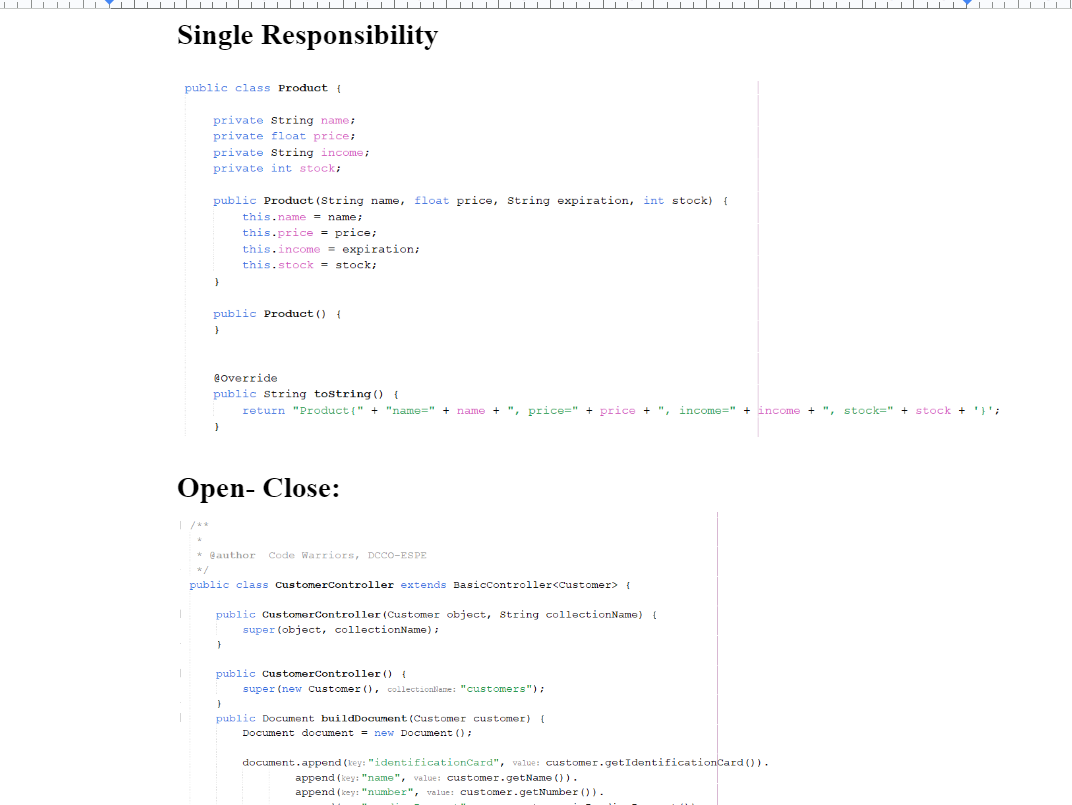 Single Responsibility
public class Product {
private String name;
private float price;
private String income;
private int stock;
public Product(String name, float price, String expiration, int stock) {
this.name = name;
this.price = price;
this.income = expiration;
this.stock = stock;
}
public Product() {
}
@Override
public String toString() {
return "Product{" + "name=" + name + ", price=" + price + ", income=" + income + ", stock=" + stock + '}';
}
Open- Close:
/**
*
* @author Code Warriors, DCCO-ESPE
*/
public class CustomerController extends BasicController<Customer> {
public CustomerController(Customer object, String collectionName) {
super(object, collectionName);
}
public CustomerController() {
super(new Customer(), collectionName: "customers");
}
public Document buildDocument(Customer customer) {
Document document = new Document();
document.append(key: "identificationCard", value: customer.getIdentificationCard()).
append(key: "name", value: customer.getName()).
append(key: "number", value: customer.getNumber()).